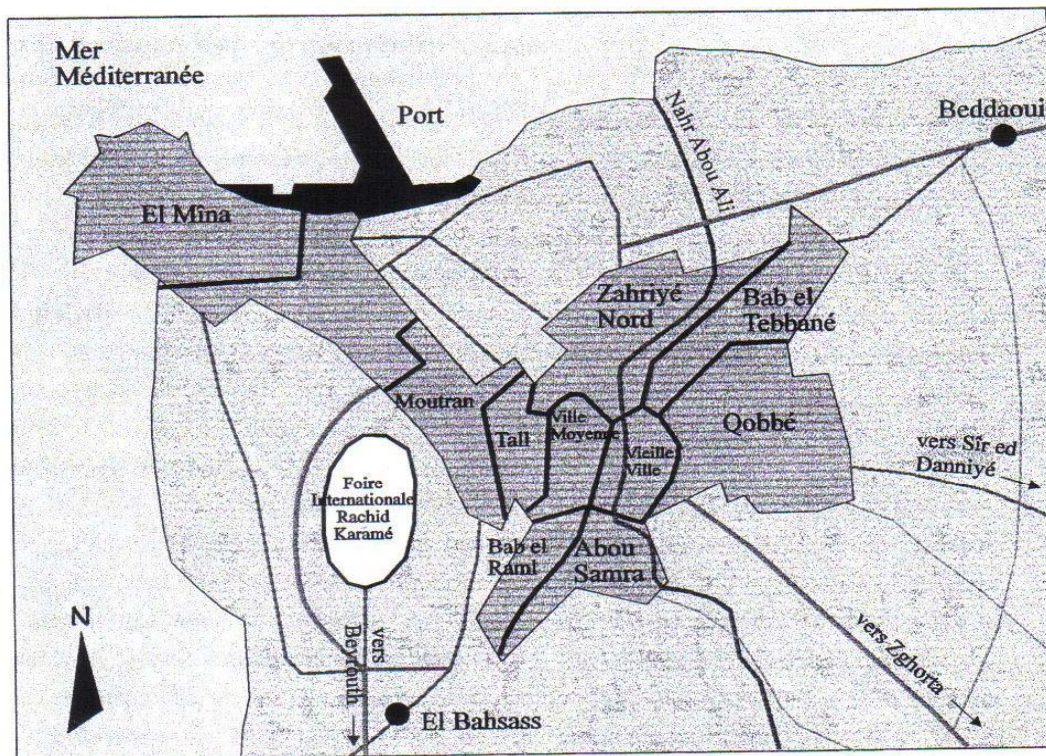 Mer
Méditerranée
Port
Beddaoui
Nahr Abou Ali
El Mîna
Zahriyé
Nord
Bab el
Tebbané
Moutran
Tall
Ville
Moyenne
Vieille
Ville
Qobbé
vers Sîr ed
Danniyé
Foire
Internationale
Rachid
Karamé
Bab el
Raml
Abou
Samra
N
vers
Beyrouth
vers Zghorta
El Bahsass